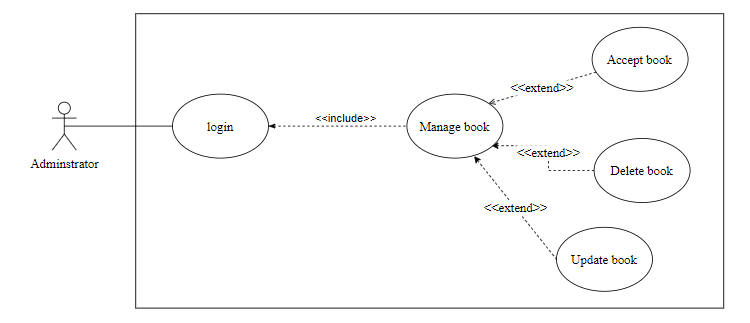 Accept book
<<extend>>
<<include>>
login
Manage book
<<extend>>
Adminstrator
Delete book
<<extend>>
Update book